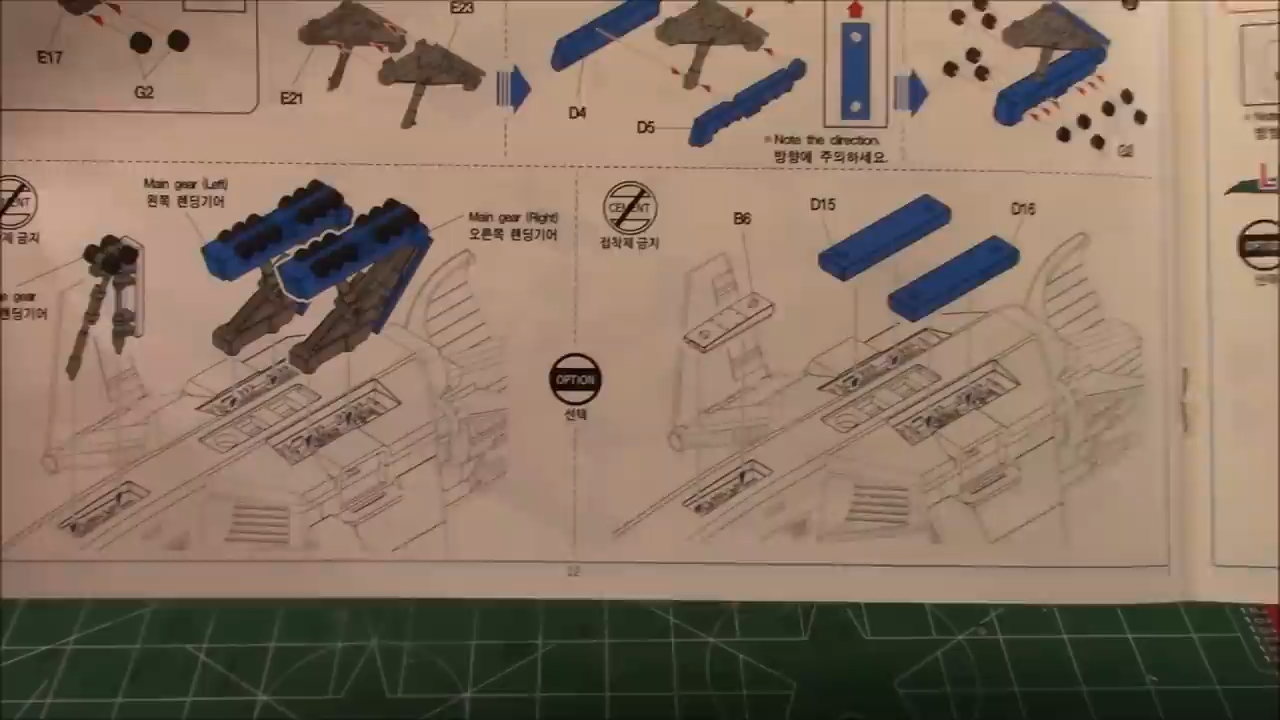 E17
G2
E21
E23
D4
D5
* Note the direction.
방향에 주의하세요.
CEMENT
Main gear (Left)
왼쪽 랜딩기어
Main gear (Right)
오른쪽 랜딩기어
gear
랜딩기어
OPTION
선택
CEMENT
접착제 금지
B6
D15
D16